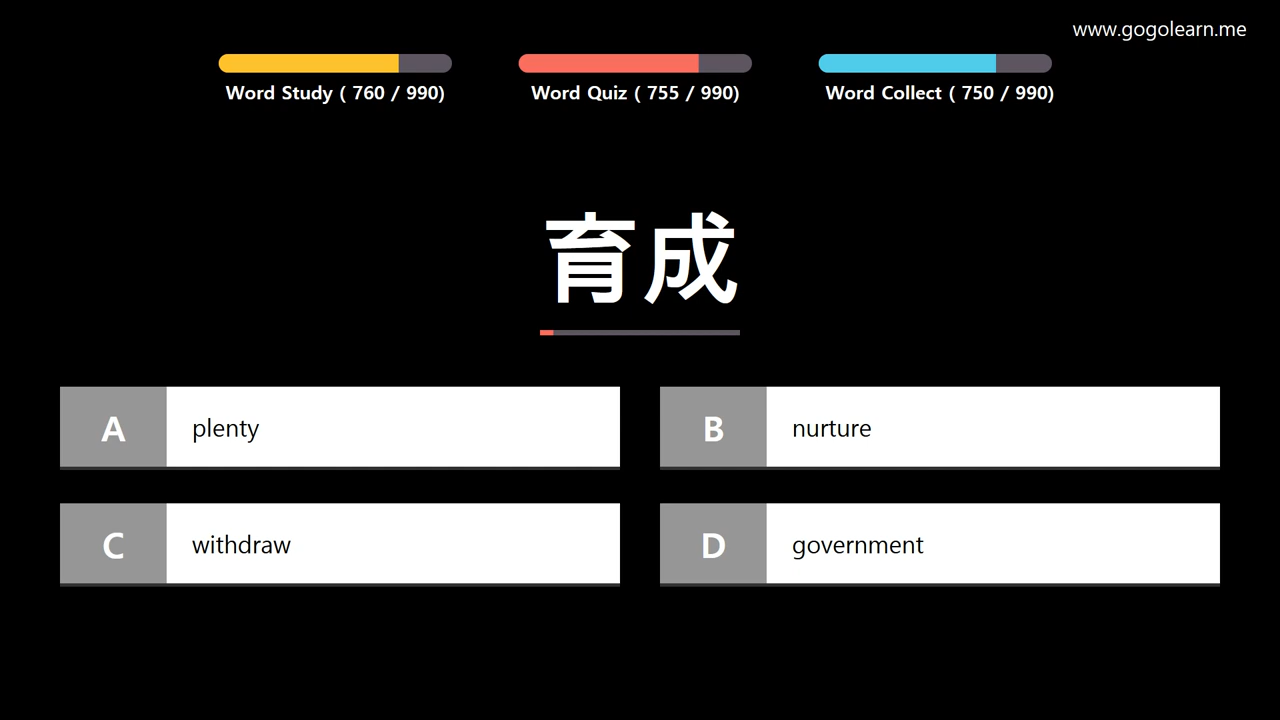 www.gogolearn.me
Word Study ( 760 / 990)
Word Quiz ( 755 / 990)
Word Collect ( 750 / 990)
育成
A plenty
B nurture
C withdraw
D government